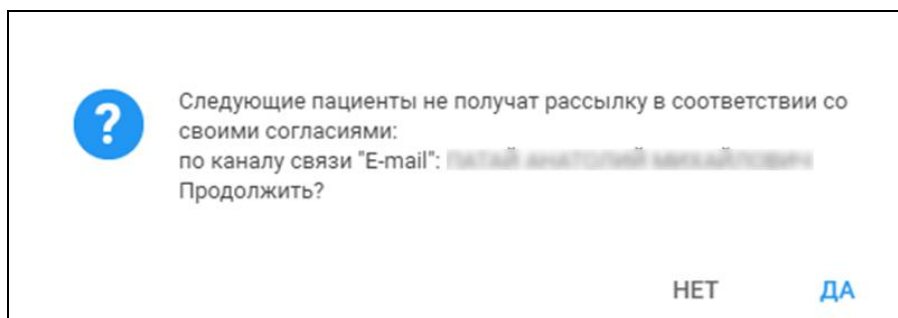 ?
Следующие пациенты не получат рассылку в соответствии со
своими согласиями:
по каналу связи "E-mail":
Продолжить?
НЕТ ДА